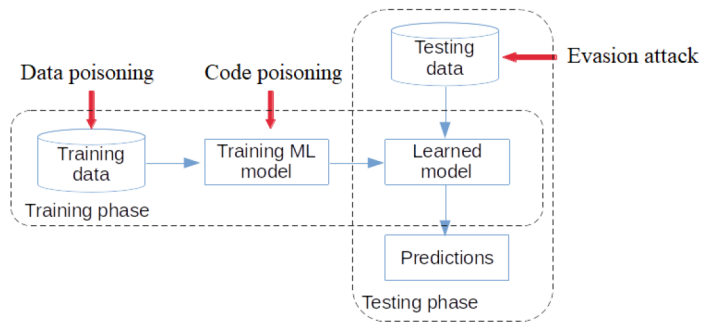 Testing
data
Evasion attack
Data poisoning
Code poisoning
Training
data
Training ML
model
Learned
model
Training phase
Predictions
Testing phase